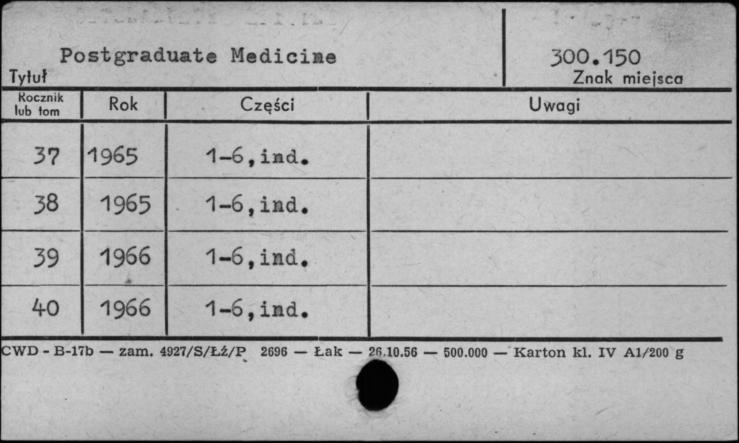 Postgraduate Medicine 300.150
Tytuł Znak miejsca
Rocznik lub tom Rok Części Uwagi
37 1965 1-6,ind.
38 1965 1-6,ind.
39 1966 1-6,ind.
40 1966 1-6,ind.
CWD - B-17b — zam. 4927/S/Łź/P 2696 — Łak — 26.10.56 — 500.000 — Karton kl. IV A1/200 g